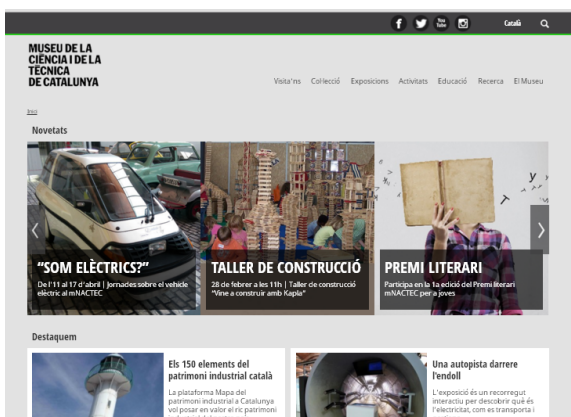 You
Tube
Català
MUSEU DE LA
CIÈNCIA I DE LA
TÈCNICA
DE CATALUNYA
Visita'ns Col·lecció Exposicions Activitats Educació Recerca El Museu
Inici
Novetats
"SOM ELÈCTRICS?"
De l'11 al 17 d'abril | Jornades sobre el vehicle
elèctric al mNACTEC
TALLER DE CONSTRUCCIÓ
28 de febrer a les 11h | Taller de construcció
"Vine a construir amb Kapla"
PREMI LITERARI
Participa en la 1a edició del Premi literari
mNACTEC per a joves
Destaquem
Els 150 elements del
patrimoni industrial català
La plataforma Mapa del
patrimoni industrial a Catalunya
vol posar en valor el ric patrimoni
Una autopista darrere
l'endoll
L'exposició és un recorregut
interactiu per descobrir què és
l'electricitat, com es transporta i